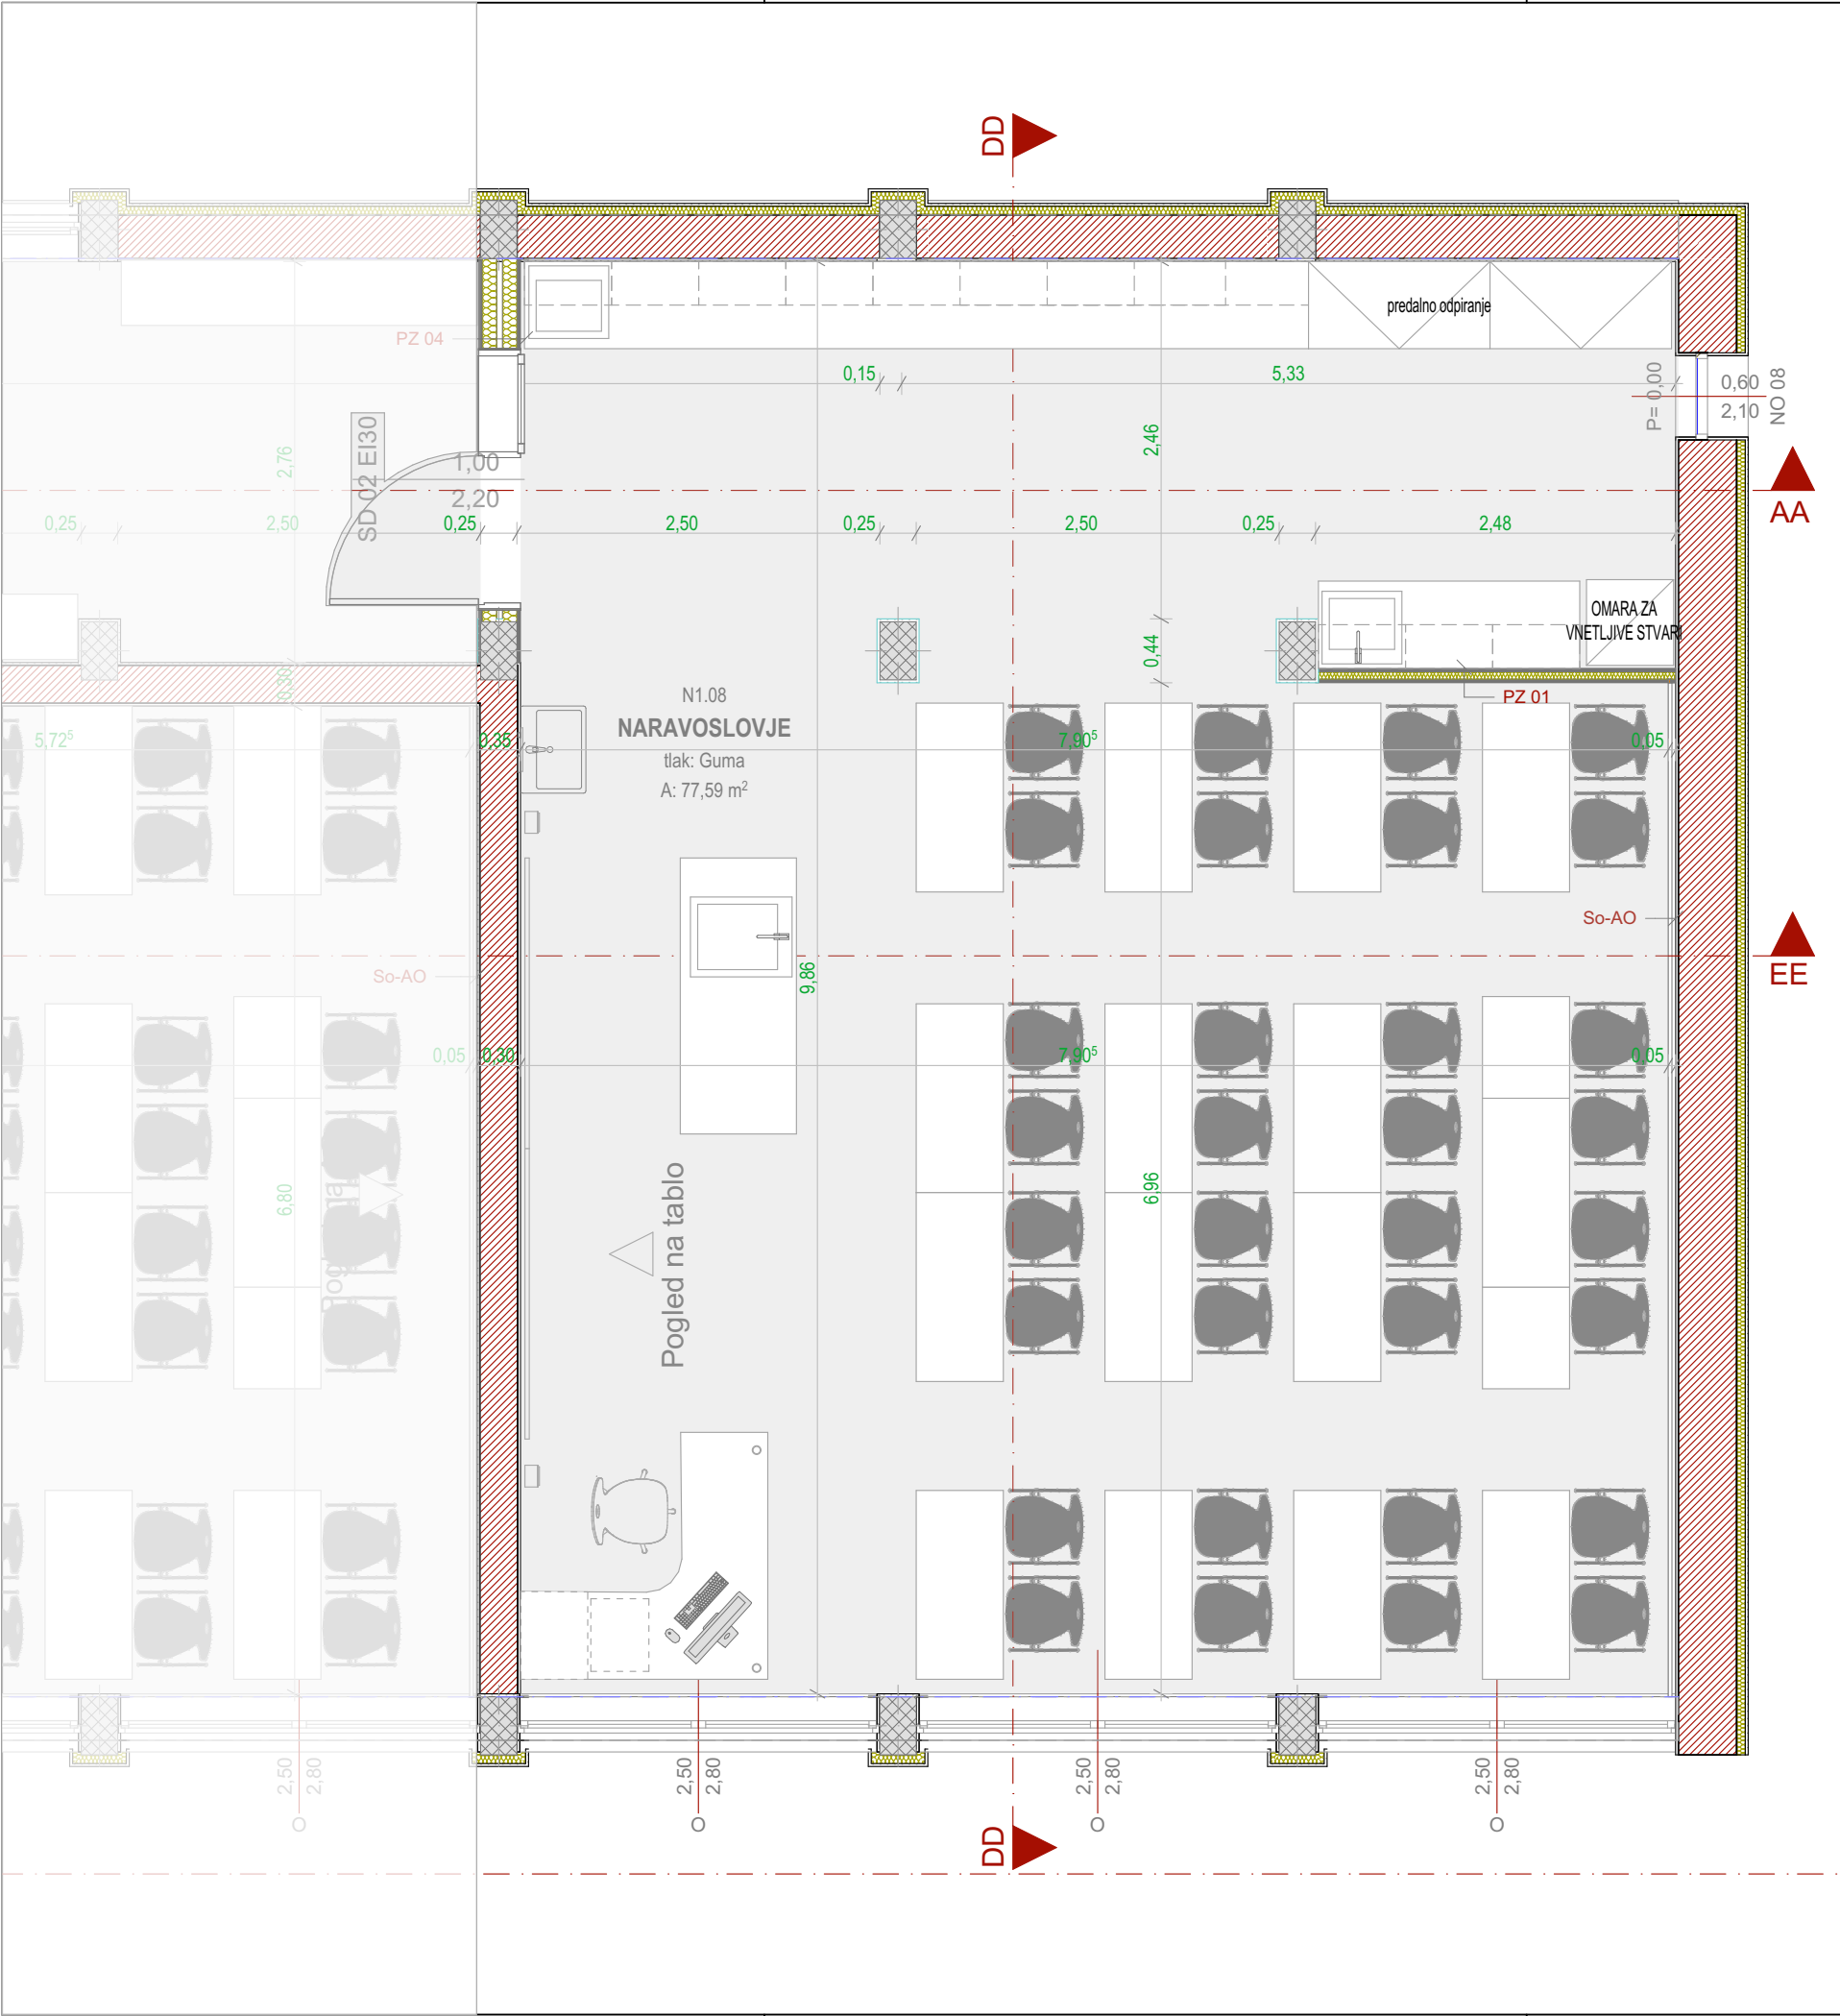 DD
predalno odpiranje
PZ 04
0,15
5,33
P= 0,00
0,60
2,10
NO 08
SD 02 EI30
1,00
2,20
2,76
2,46
AA
0,25
2,50
0,25
2,50
0,25
2,50
0,25
2,48
OMARA ZA
VNETLJIVE STVARI
0,44
0,30
PZ 01
N1.08
NARAVOSLOVJE
tlak: Guma
A: 77,59 m²
5,72⁵
0,35
7,90⁵
0,05
So-AO
So-AO
EE
9,86
0,05
0,30
7,90⁵
0,05
6,80
6,96
Pogled na tablo
2,50
2,80
O
2,50
2,80
O
2,50
2,80
O
2,50
2,80
O
DD